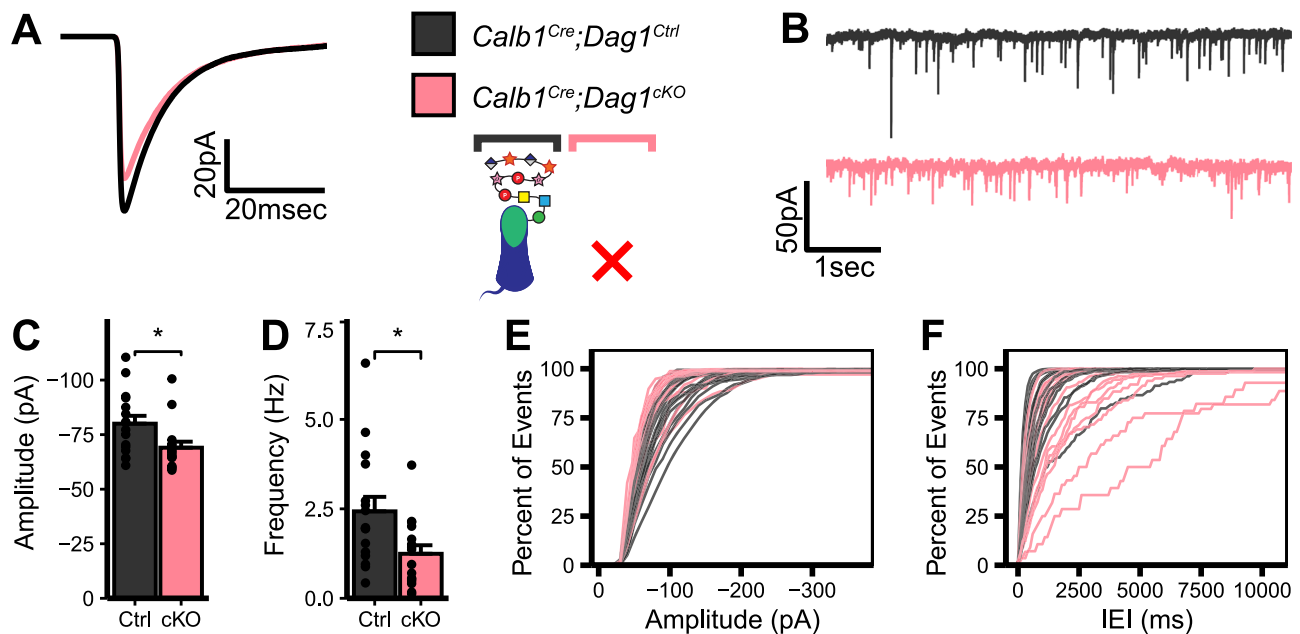 A
Calb1Cre;Dag1Ctrl
Calb1Cre;Dag1cKO
20pA
20msec
P
P
B
50pA
1sec
C
*
Amplitude (pA)
−100
−75
−50
−25
0
Ctrl cKO
D
*
Frequency (Hz)
7.5
5.0
2.5
0.0
Ctrl cKO
E
Percent of Events
100
75
50
25
0
0 −100 −200 −300
Amplitude (pA)
F
Percent of Events
100
75
50
25
0
0 2500 5000 7500 10000
IEI (ms)